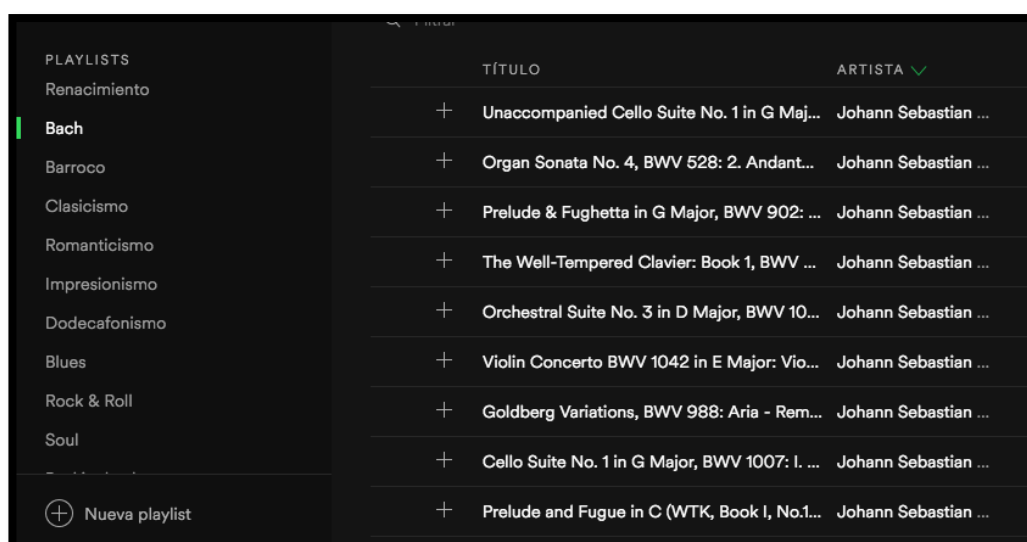 PLAYLISTS
Renacimiento
Bach
Barroco
Clasicismo
Romanticismo
Impresionismo
Dodecafonismo
Blues
Rock & Roll
Soul
Nueva playlist
Filtrar
TÍTULO ARTISTA
Unaccompanied Cello Suite No. 1 in G Maj... Johann Sebastian ...
Organ Sonata No. 4, BWV 528: 2. Andant... Johann Sebastian ...
Prelude & Fughetta in G Major, BWV 902: ... Johann Sebastian ...
The Well-Tempered Clavier: Book 1, BWV ... Johann Sebastian ...
Orchestral Suite No. 3 in D Major, BWV 10... Johann Sebastian ...
Violin Concerto BWV 1042 in E Major: Vio... Johann Sebastian ...
Goldberg Variations, BWV 988: Aria - Rem... Johann Sebastian ...
Cello Suite No. 1 in G Major, BWV 1007: I. ... Johann Sebastian ...
Prelude and Fugue in C (WTK, Book I, No.1... Johann Sebastian ...